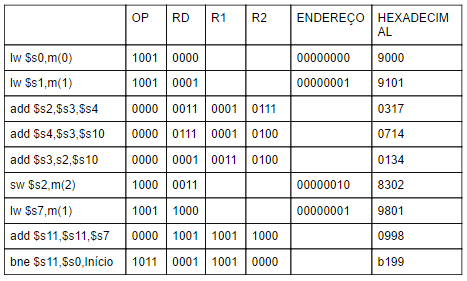 OP RD R1 R2 ENDEREÇO HEXADECIM
AL
lw $s0,m(0) 1001 0000 00000000 9000
lw $s1,m(1) 1001 0001 00000001 9101
add $s2,$s3,$s4 0000 0011 0001 0111 0317
add $s4,$s3,$s10 0000 0111 0001 0100 0714
add $s3,s2,$s10 0000 0001 0011 0100 0134
sw $s2,m(2) 1000 0011 00000010 8302
lw $s7,m(1) 1001 1000 00000001 9801
add $s11,$s11,$s7 0000 1001 1001 1000 0998
bne $s11,$s0,Início 1011 0001 1001 0000 b199